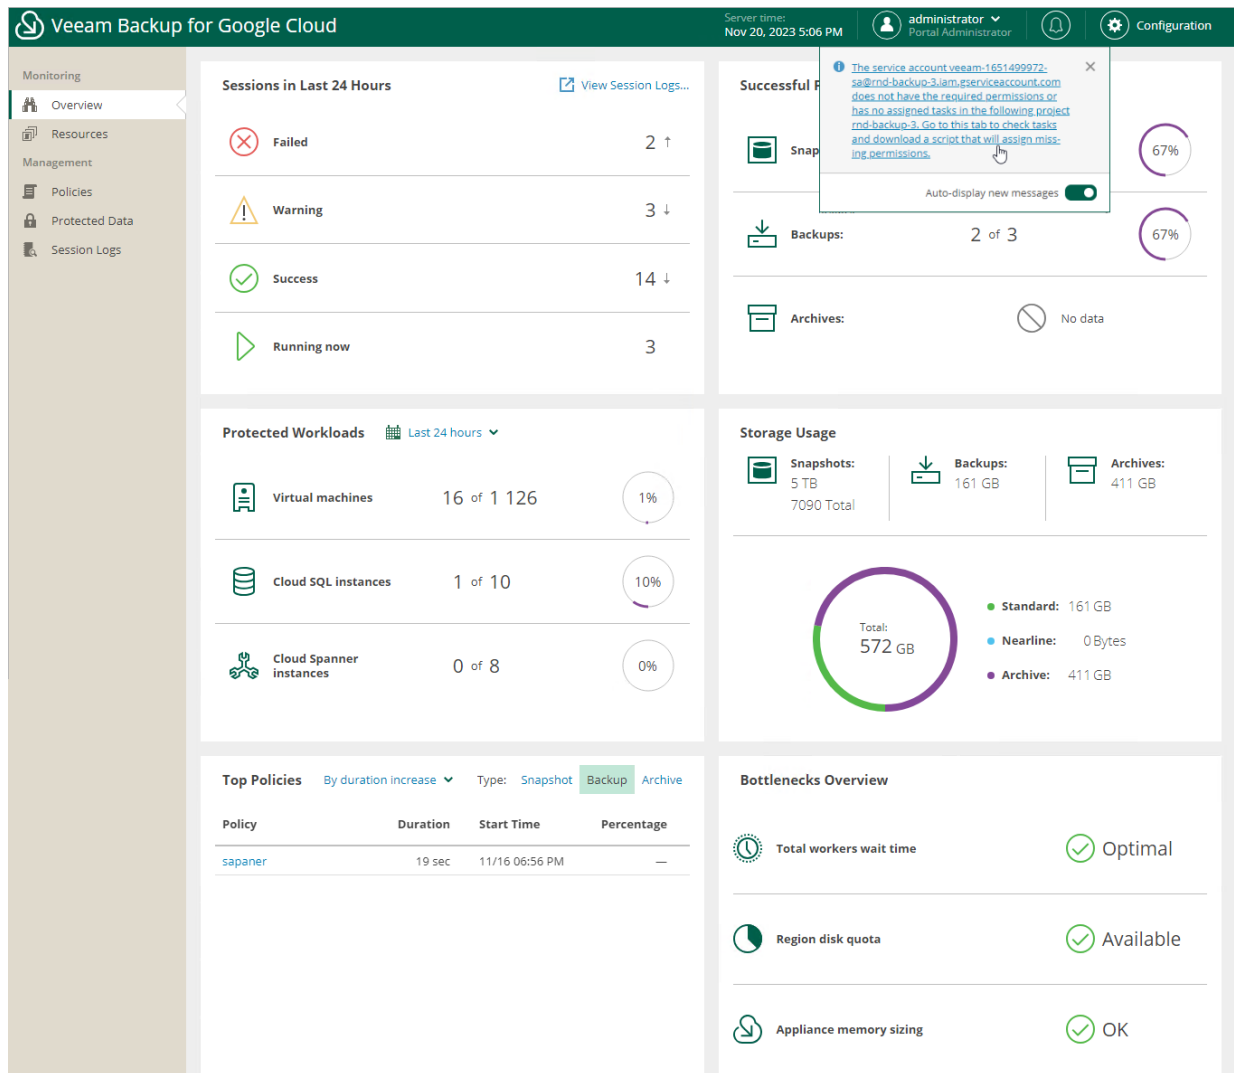 Veeam Backup for Google Cloud
Server time:
Nov 20, 2023 5:06 PM
administrator
Portal Administrator
Configuration
Monitoring
Overview
Resources
Management
Policies
Protected Data
Session Logs
Sessions in Last 24 Hours
View Session Logs...
Failed 2
Warning 3
Success 14
Running now 3
Successful
The service account veeam-1651499972-
sa@rnd-backup-3.iam.gserviceaccount.com
does not have the required permissions or
has no assigned tasks in the following project
rnd-backup-3. Go to this tab to check tasks
and download a script that will assign miss-
ing permissions.
Auto-display new messages
Snap
67%
Backups: 2 of 3 67%
Archives: No data
Protected Workloads Last 24 hours
Virtual machines 16 of 1 126 1%
Cloud SQL instances 1 of 10 10%
Cloud Spanner
instances
0 of 8 0%
Storage Usage
Snapshots:
5 TB
7090 Total
Backups:
161 GB
Archives:
411 GB
Total:
572 GB
Standard: 161 GB
Nearline: 0 Bytes
Archive: 411 GB
Top Policies By duration increase Type: Snapshot Backup Archive
Policy Duration Start Time Percentage
sapaner 19 sec 11/16 06:56 PM —
Bottlenecks Overview
Total workers wait time Optimal
Region disk quota Available
Appliance memory sizing OK